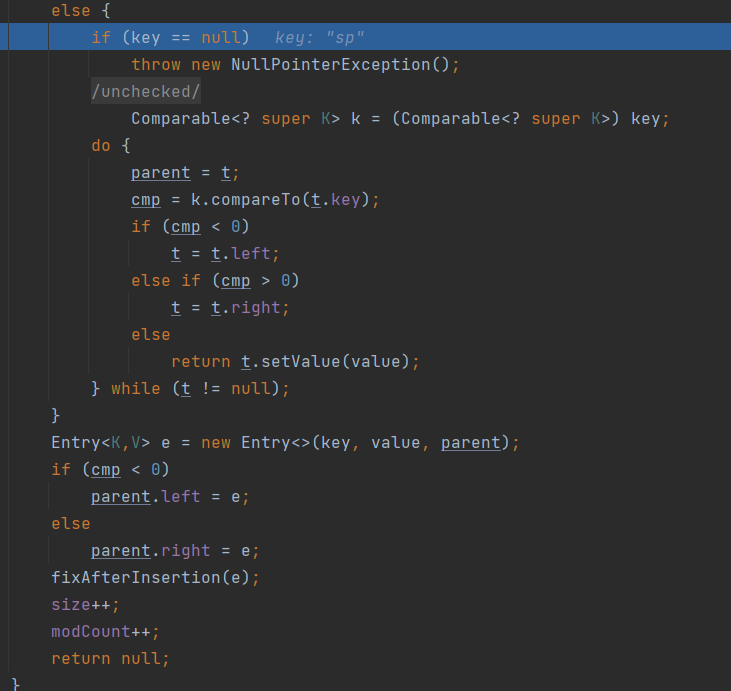 else {
if (key == null) key: "sp"
throw new NullPointerException();
/unchecked/
Comparable<? super K> k = (Comparable<? super K>) key;
do {
parent = t;
cmp = k.compareTo(t.key);
if (cmp < 0)
t = t.left;
else if (cmp > 0)
t = t.right;
else
return t.setValue(value);
} while (t != null);
}
Entry<K,V> e = new Entry<>(key, value, parent);
if (cmp < 0)
parent.left = e;
else
parent.right = e;
fixAfterInsertion(e);
size++;
modCount++;
return null;
}